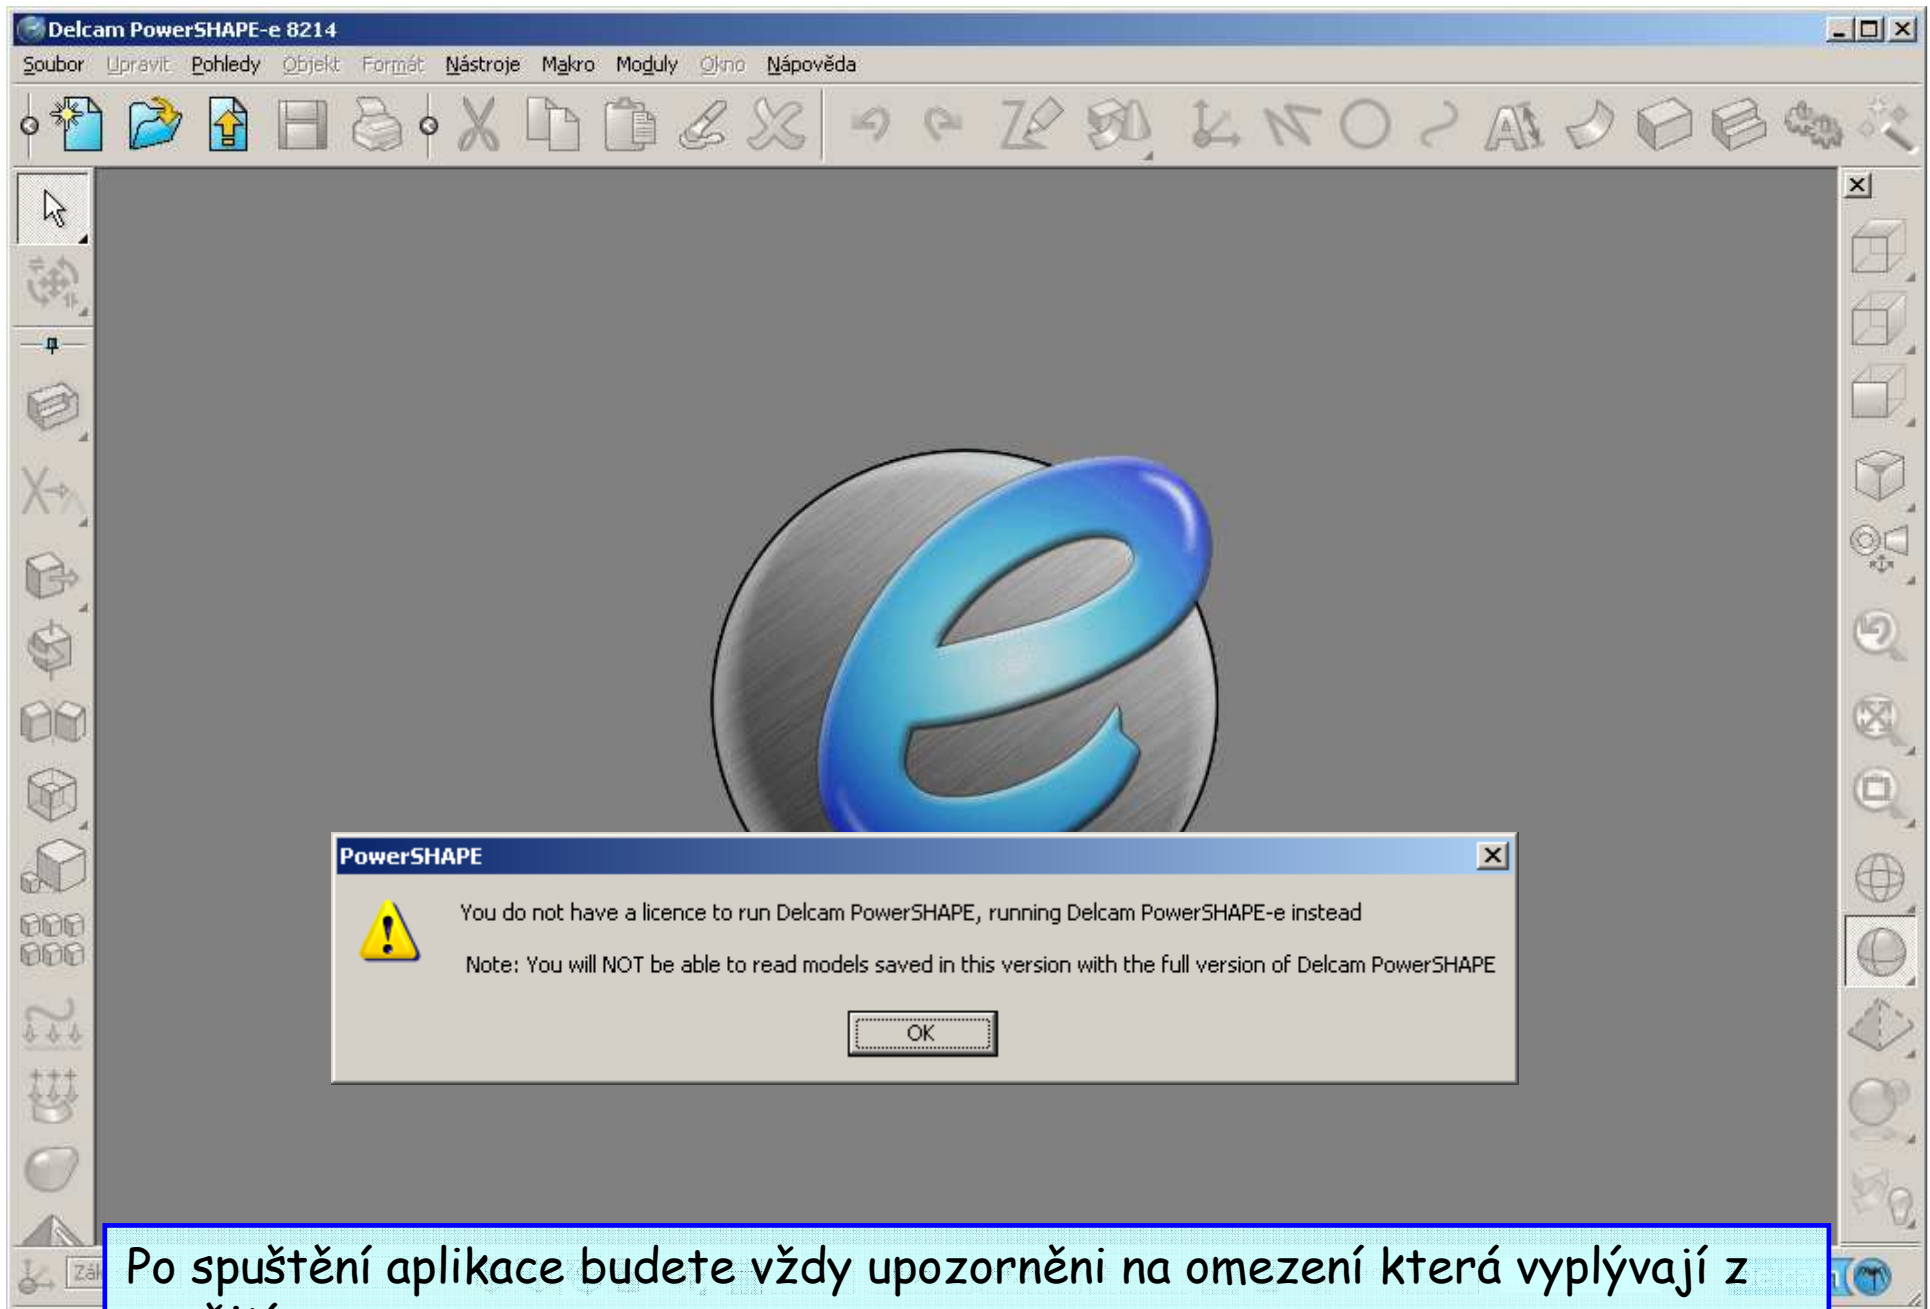 Delcam PowerSHAPE-e 8214
Soubor Upravit Pohledy Objekt Formát Nástroje Makro Moduly Okno Nápověda
PowerSHAPE
You do not have a licence to run Delcam PowerSHAPE, running Delcam PowerSHAPE-e instead
Note: You will NOT be able to read models saved in this version with the full version of Delcam PowerSHAPE
OK
Po spuštění aplikace budete vždy upozorněni na omezení která vyplývají z